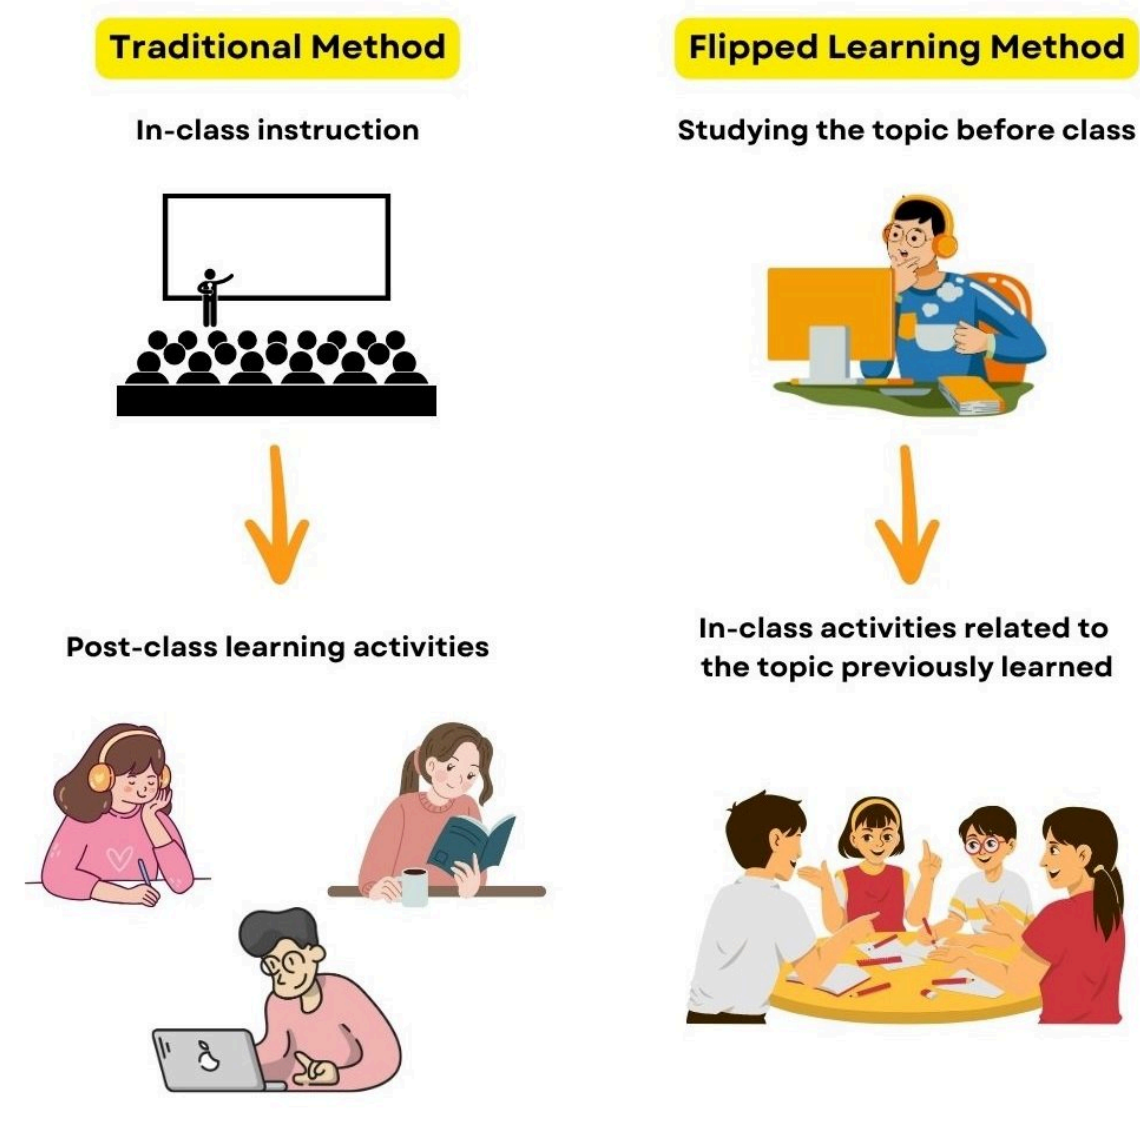 Traditional Method
In-class instruction
Post-class learning activities
Flipped Learning Method
Studying the topic before class
In-class activities related to
the topic previously learned